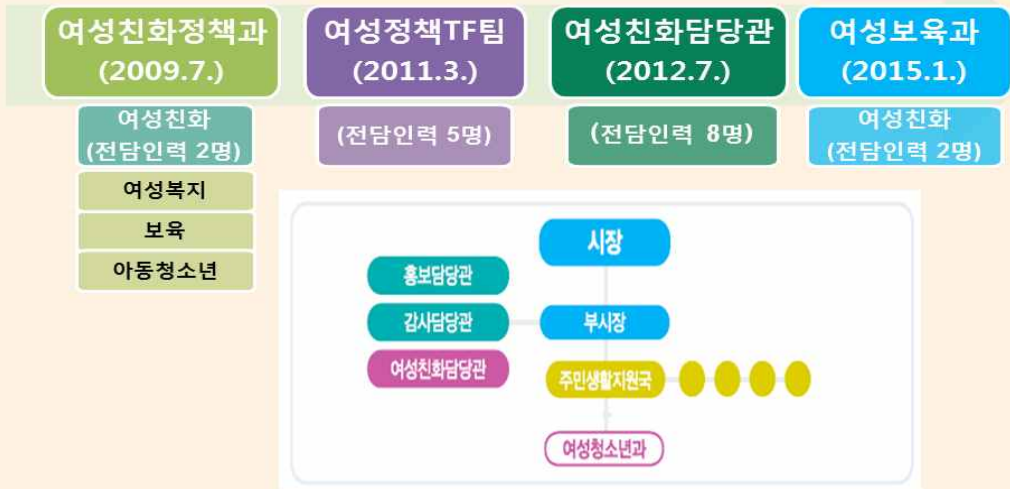 여성친화정책과
(2009.7.)
여성정책TF팀
(2011.3.)
여성친화담당관
(2012.7.)
여성보육과
(2015.1.)
여성친화
(전담인력 2명)
(전담인력 5명)
(전담인력 8명)
여성친화
(전담인력 2명)
여성복지
보육
아동청소년
시장
홍보담당관
감사담당관
부시장
여성친화담당관
주민생활지원국
여성청소년과